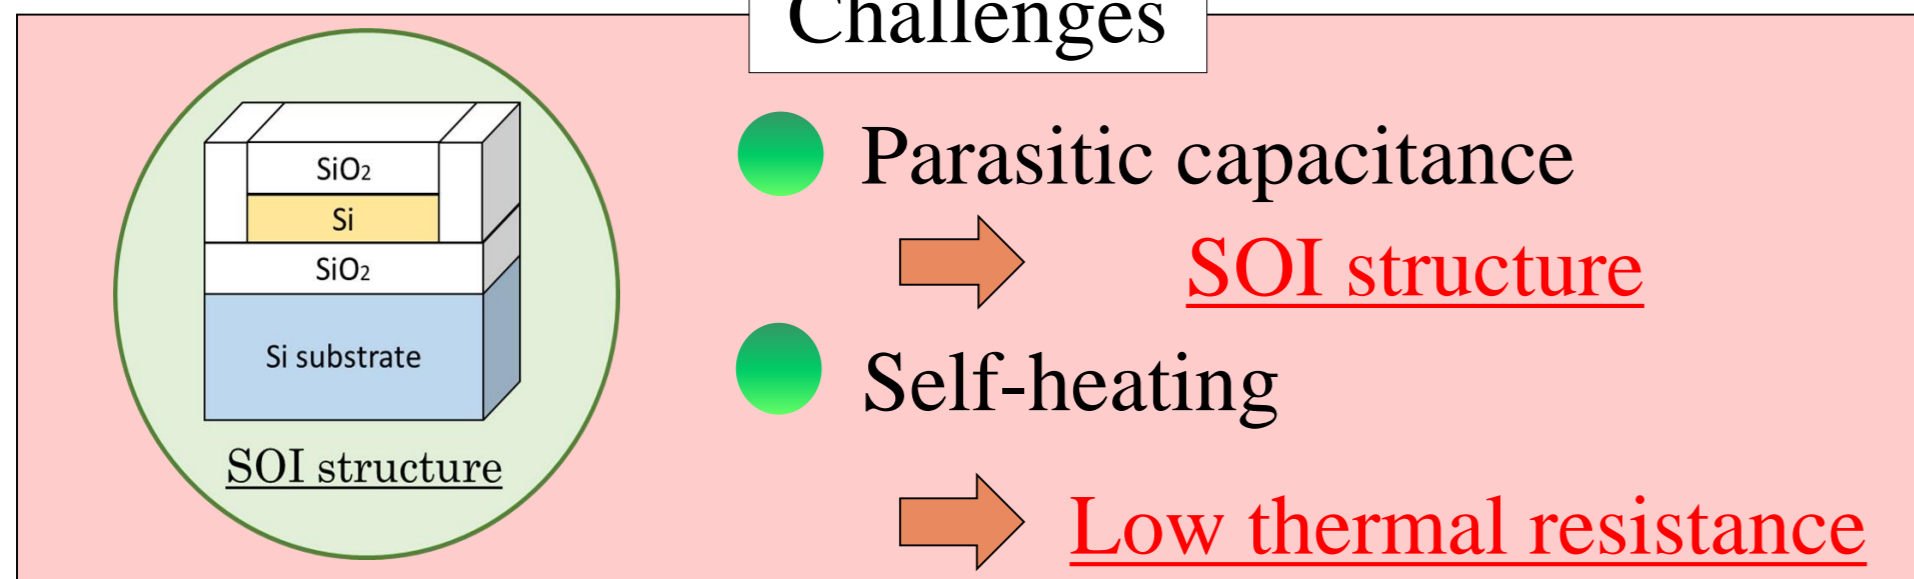 Challenges
SiO2
Si
SiO2
Si substrate
SOI structure
Parasitic capacitance
SOI structure
Self-heating
Low thermal resistance